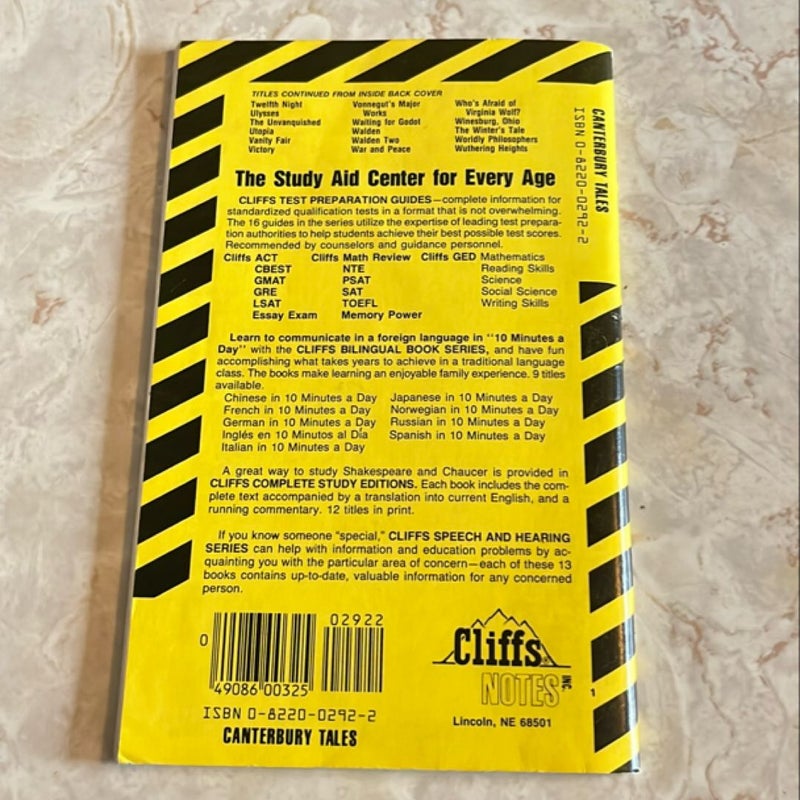 TITLES CONTINUED FROM INSIDE BACK COVER
Twelfth Night Vonnegut's Major Who's Afraid of
Ulysses Works Virginia Wolf?
The Unvanquished Waiting for Godot Winesburg, Ohio
Utopia Walden The Winter's Tale
Vanity Fair Walden Two Worldly Philosophers
Victory War and Peace Wuthering Heights
The Study Aid Center for Every Age
CLIFFS TEST PREPARATION GUIDES—complete information for
standardized qualification tests in a format that is not overwhelming.
The 16 guides in the series utilize the expertise of leading test prepara-
tion authorities to help students achieve their best possible test scores.
Recommended by counselors and guidance personnel.
Cliffs ACT Cliffs Math Review Cliffs GED Mathematics
CBEST NTE Reading Skills
GMAT PSAT Science
GRE SAT Social Science
LSAT TOEFL Writing Skills
Essay Exam Memory Power
Learn to communicate in a foreign language in "10 Minutes a
Day" with the CLIFFS BILINGUAL BOOK SERIES, and have fun
accomplishing what takes years to achieve in a traditional language
class. The books make learning an enjoyable family experience. 9 titles
available.
Chinese in 10 Minutes a Day Japanese in 10 Minutes a Day
French in 10 Minutes a Day Norwegian in 10 Minutes a Day
German in 10 Minutes a Day Russian in 10 Minutes a Day
Inglés en 10 Minutos al Día Spanish in 10 Minutes a Day
Italian in 10 Minutes a Day
A great way to study Shakespeare and Chaucer is provided in
CLIFFS COMPLETE STUDY EDITIONS. Each book includes the com-
plete text accompanied by a translation into current English, and a
running commentary. 12 titles in print.
If you know someone "special," CLIFFS SPEECH AND HEARING
SERIES can help with information and education problems by ac-
quainting you with the particular area of concern—each of these 13
books contains up-to-date, valuable information for any concerned
person.
02922
0
49086 00325
ISBN 0-8220-0292-2
CANTERBURY TALES
Cliffs
NOTES INC.
Lincoln, NE 68501
CANTERBURY TALES
ISBN 0-8220-0292-2
1